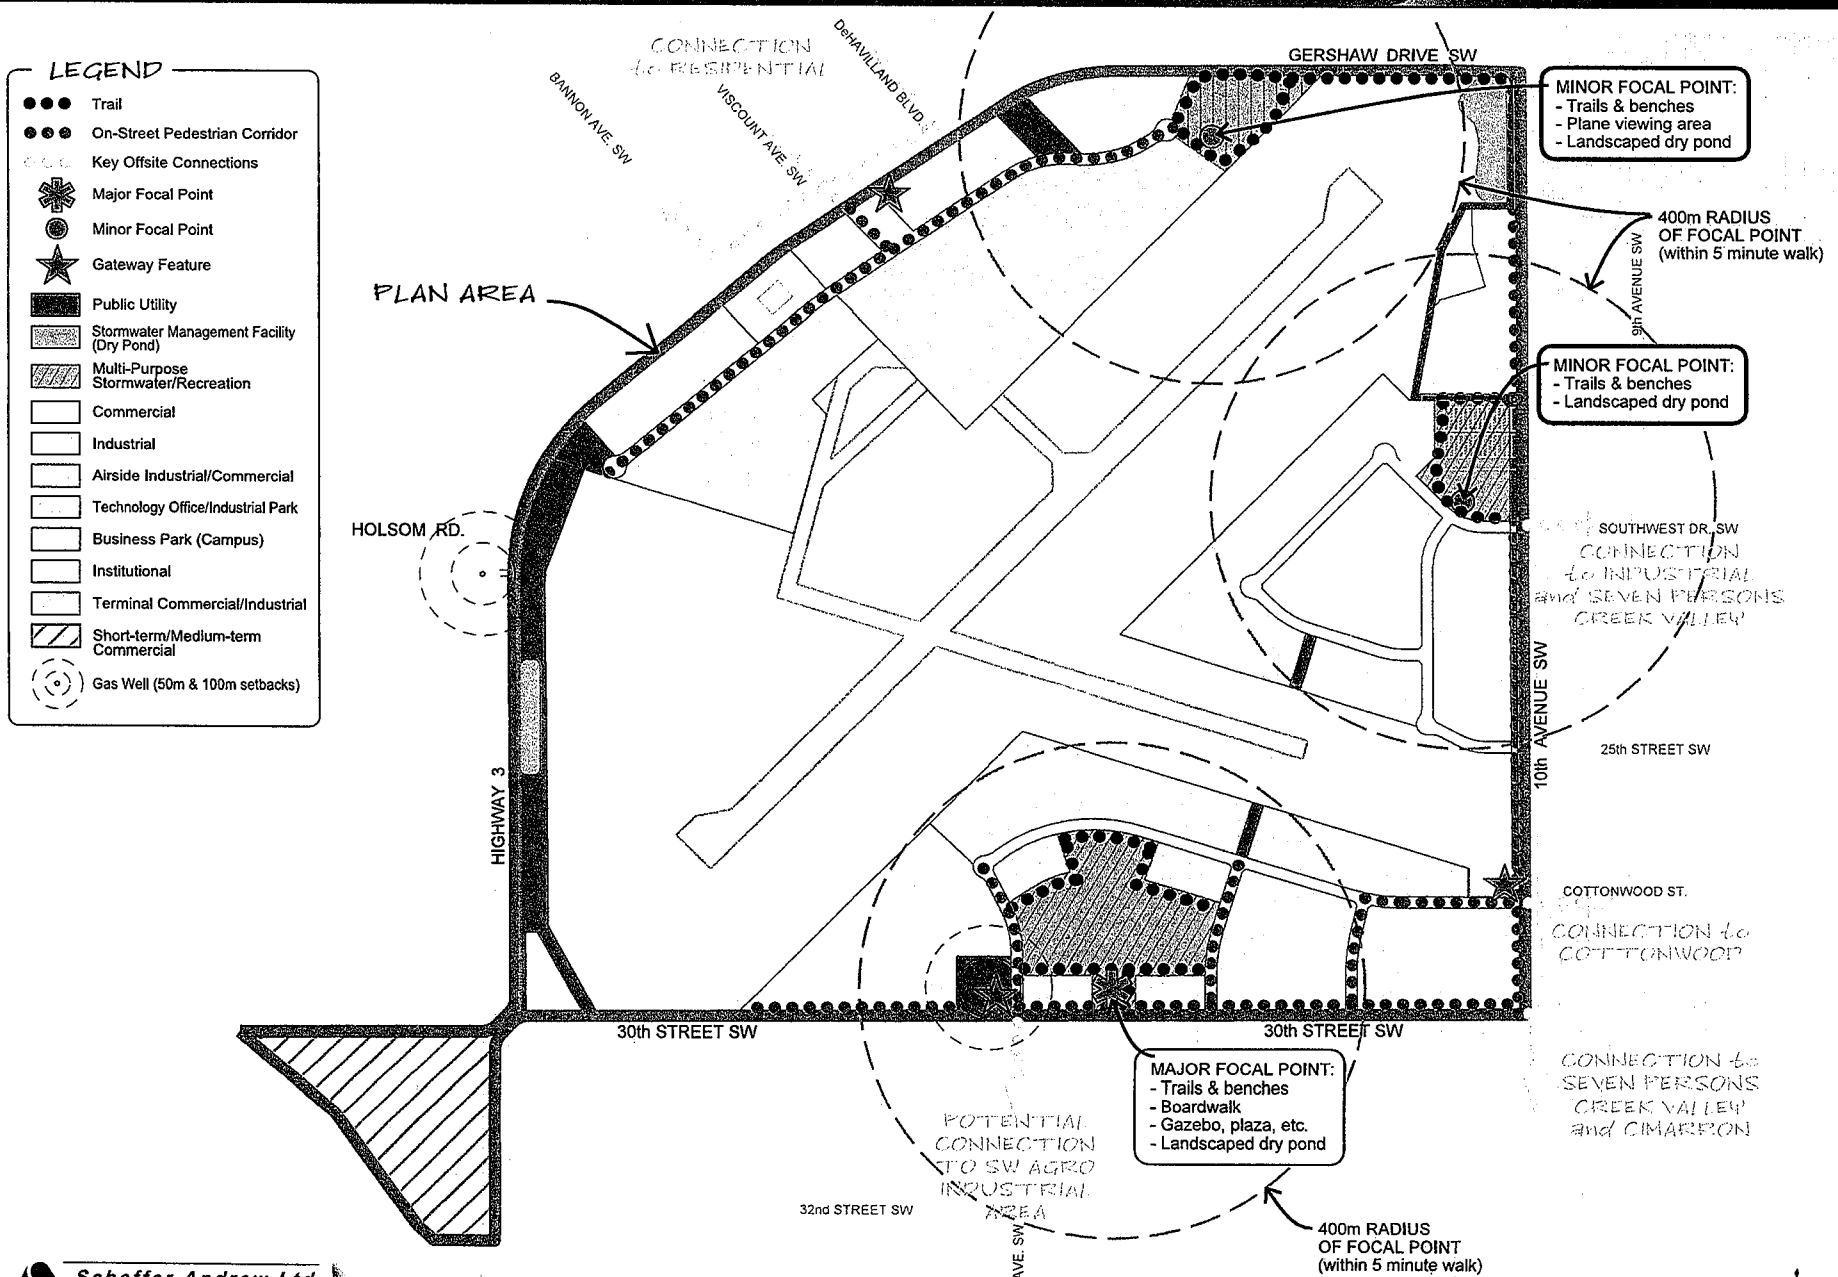 LEGEND
Trail
On-Street Pedestrian Corridor
Key Offsite Connections
Major Focal Point
Minor Focal Point
Gateway Feature
Public Utility
Stormwater Management Facility
(Dry Pond)
Multi-Purpose
Stormwater/Recreation
Commercial
Industrial
Airside Industrial/Commercial
Technology Office/Industrial Park
Business Park (Campus)
Institutional
Terminal Commercial/Industrial
Short-term/Medium-term
Commercial
Gas Well (50m & 100m setbacks)
CONNECTION
to RESIDENTIAL
BANNON AVE. SW
VISCOUNT AVE. SW
DeHAVILLAND BLVD.
GERSHAW DRIVE SW
MINOR FOCAL POINT:
- Trails & benches
- Plane viewing area
- Landscaped dry pond
400m RADIUS
OF FOCAL POINT
(within 5 minute walk)
9th AVENUE SW
PLAN AREA
MINOR FOCAL POINT:
- Trails & benches
- Landscaped dry pond
HOLSOM RD.
SOUTHWEST DR. SW
CONNECTION
to INDUSTRIAL
and SEVEN PERSONS
CREEK VALLEY
10th AVENUE SW
25th STREET SW
HIGHWAY 3
COTTONWOOD ST.
CONNECTION to
COTTONWOOD
30th STREET SW
30th STREET SW
CONNECTION to
SEVEN PERSONS
CREEK VALLEY
and CIMARRON
MAJOR FOCAL POINT:
- Trails & benches
- Boardwalk
- Gazebo, plaza, etc.
- Landscaped dry pond
POTENTIAL
CONNECTION
TO SW AGRO
INDUSTRIAL
AREA
32nd STREET SW
AVE. SW
400m RADIUS
OF FOCAL POINT
(within 5 minute walk)
Scheffer Andrew Ltd